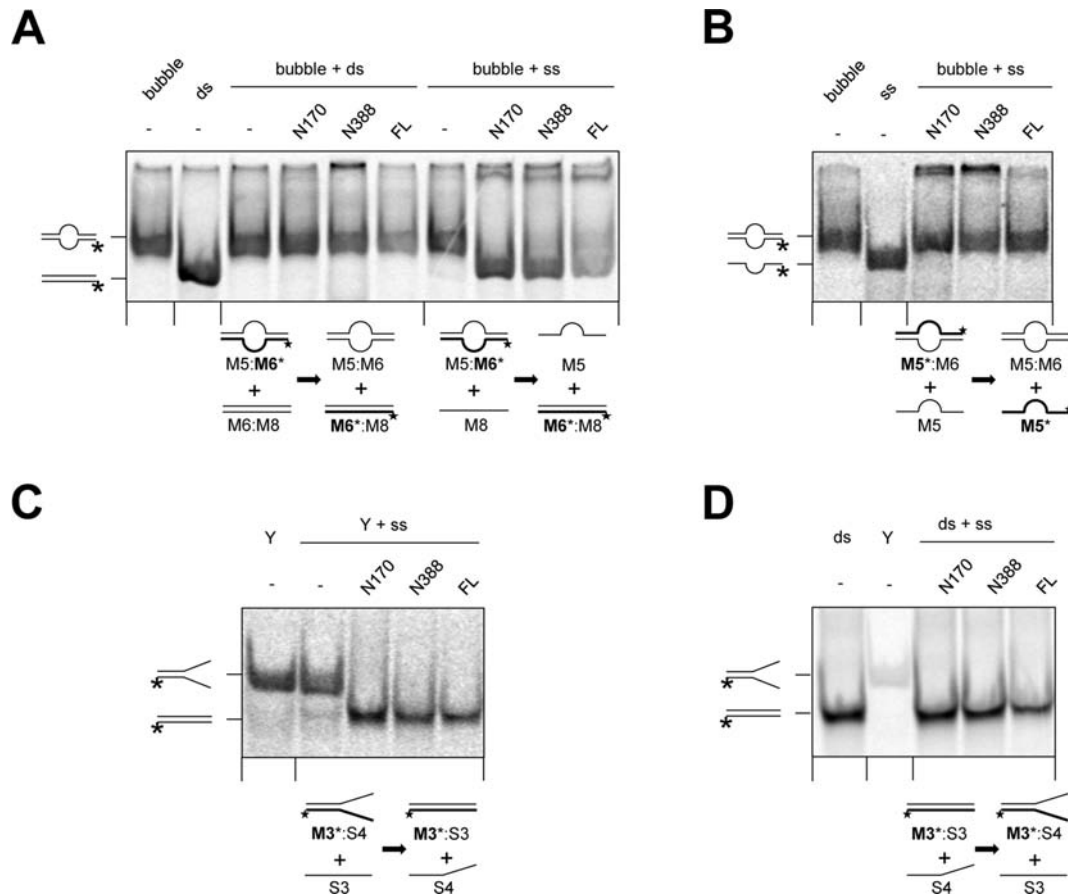 A
bubble ds bubble + ds bubble + ss
- - - N170 N388 FL - N170 N388 FL
*
*
M5:M6* M5:M6 M5:M6* M5
+ + + +
M6:M8 M6*:M8 M8 M6*:M8
B
bubble ss bubble + ss
- - N170 N388 FL
*
*
M5*:M6 M5:M6
+ +
M5 M5*
C
Y Y + ss
- - N170 N388 FL
*
*
M3*:S4 M3*:S3
+ +
S3 S4
D
ds Y ds + ss
- - N170 N388 FL
*
*
M3*:S3 M3*:S4
+ +
S4 S3